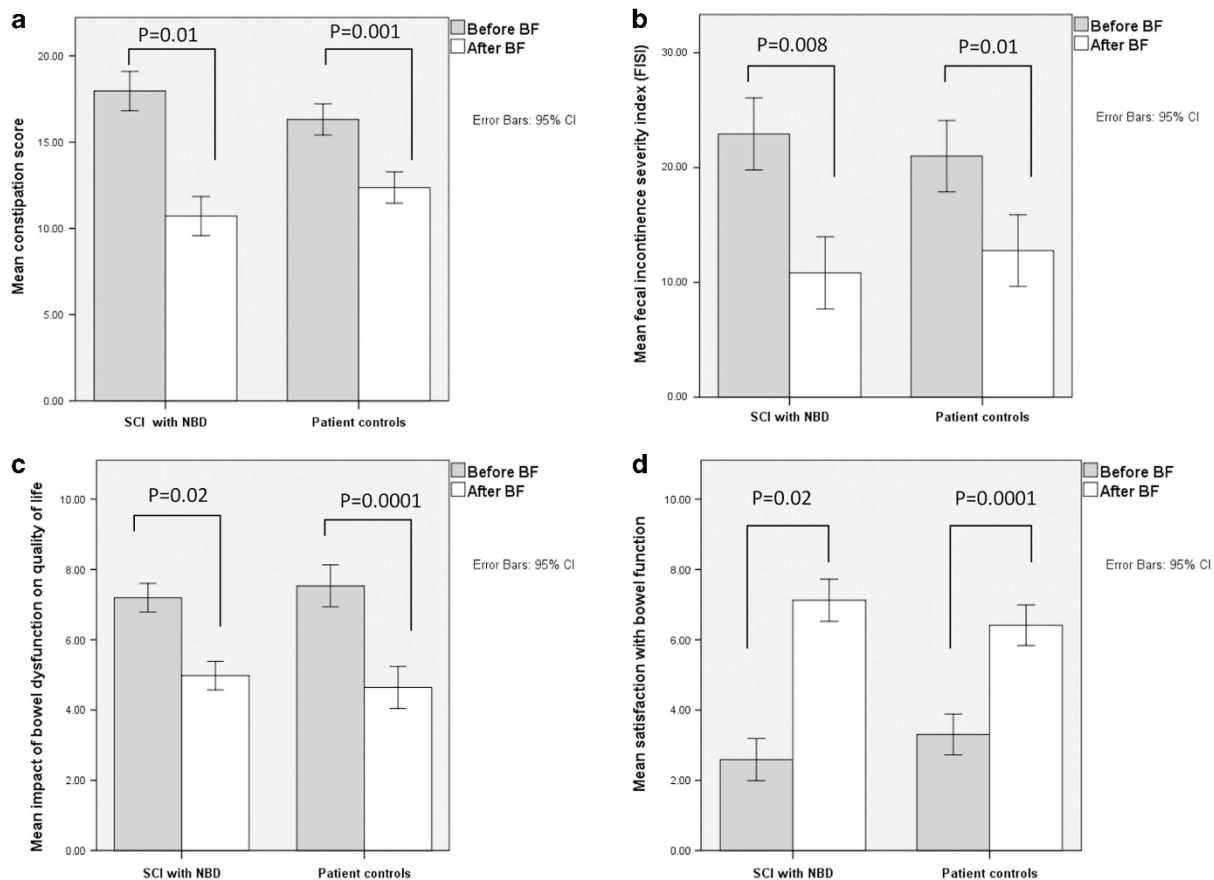 a
Before BF
After BF
P=0.01
P=0.001
20.00
15.00
10.00
5.00
0.00
Mean constipation score
Error Bars: 95% CI
SCI with NBD
Patient controls
b
Before BF
After BF
P=0.008
P=0.01
30.00
20.00
10.00
0.00
Mean fecal incontinence severity index (FISI)
Error Bars: 95% CI
SCI with NBD
Patient controls
c
Before BF
After BF
P=0.02
P=0.0001
10.00
8.00
6.00
4.00
2.00
0.00
Mean impact of bowel dysfunction on quality of life
Error Bars: 95% CI
SCI with NBD
Patient controls
d
Before BF
After BF
P=0.02
P=0.0001
10.00
8.00
6.00
4.00
2.00
0.00
Mean satisfaction with bowel function
Error Bars: 95% CI
SCI with NBD
Patient controls